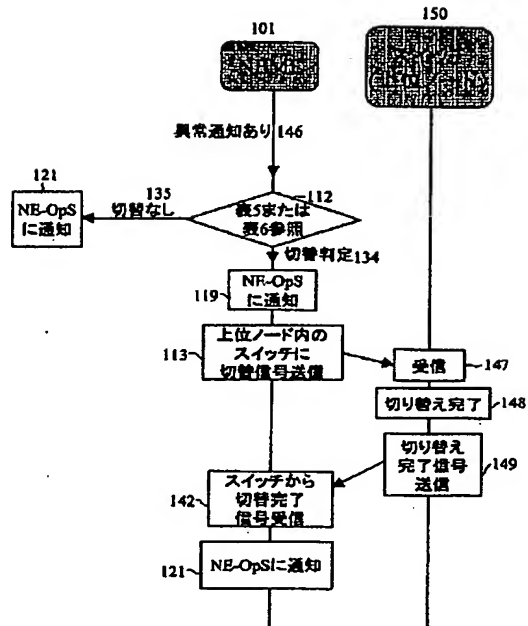 101
150
異常通知あり 146
121
135
112
NE-OpS
に通知
切替なし
表5または
表6参照
切替判定 134
119
NE-OpS
に通知
113
上位ノード内の
スイッチに
切替信号送信
受信
147
切り替え完了
148
切り替え
完了信号
送信
149
142
スイッチから
切替完了
信号受信
121
NE-OpSに通知